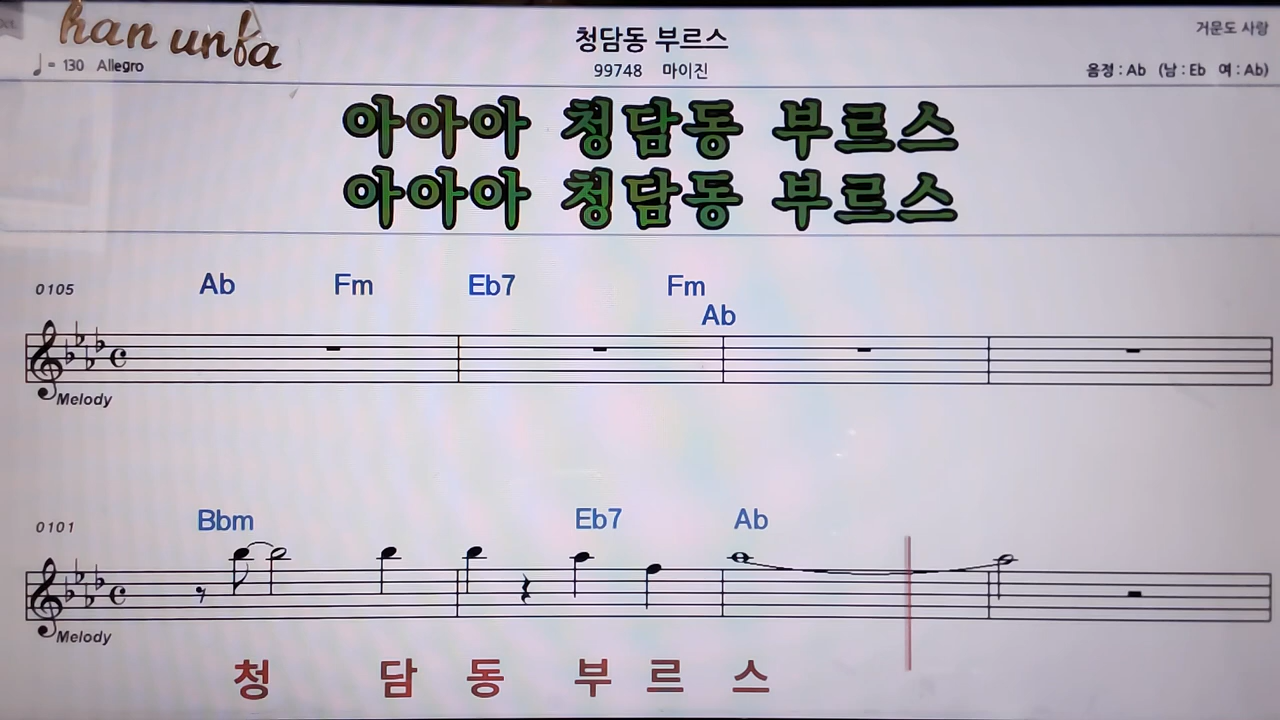 han unfa
청담동 부르스
거문도 사랑
♩= 130 Allegro
99748 마이진
음정 : Ab (남 : Eb 여 : Ab)
아아아 청담동 부르스
아아아 청담동 부르스
0105 Ab Fm Eb7 Fm
Ab
Melody
0101 Bbm Eb7 Ab
Melody
청 담 동 부 르 스